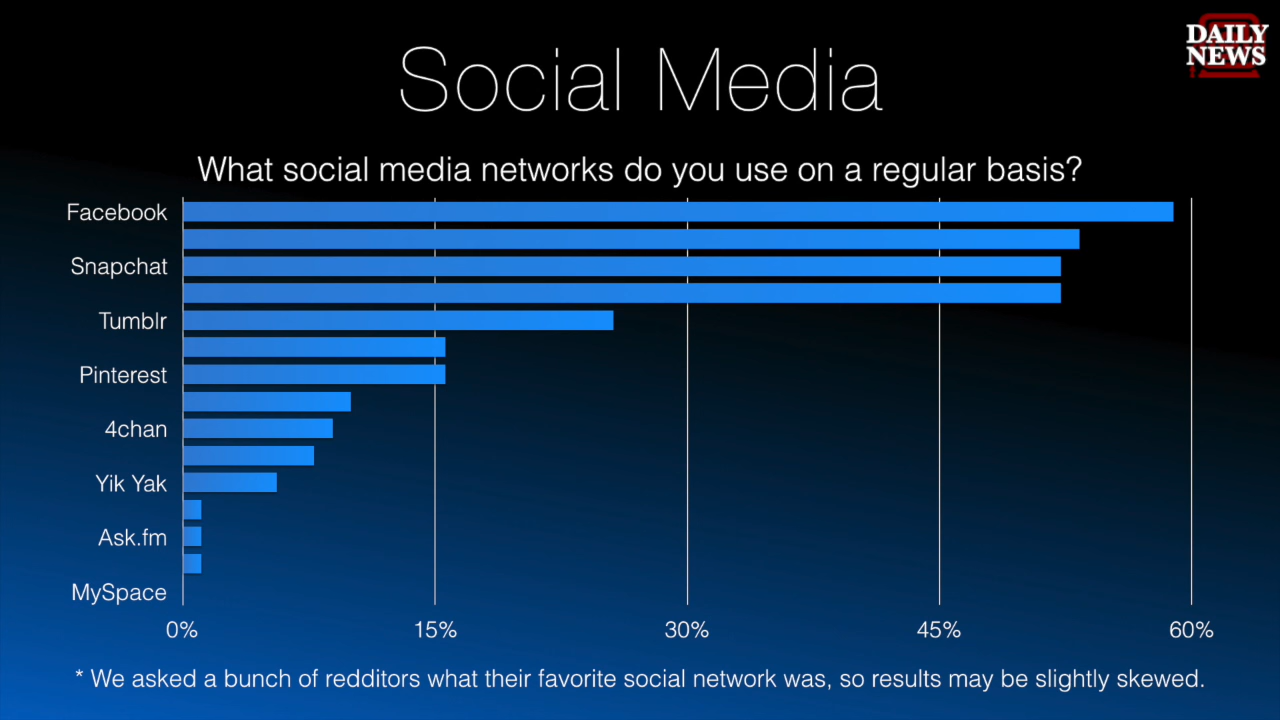 DAILY
NEWS
Social Media
What social media networks do you use on a regular basis?
Facebook
Snapchat
Tumblr
Pinterest
4chan
Yik Yak
Ask.fm
MySpace
0% 15% 30% 45% 60%
* We asked a bunch of redditors what their favorite social network was, so results may be slightly skewed.